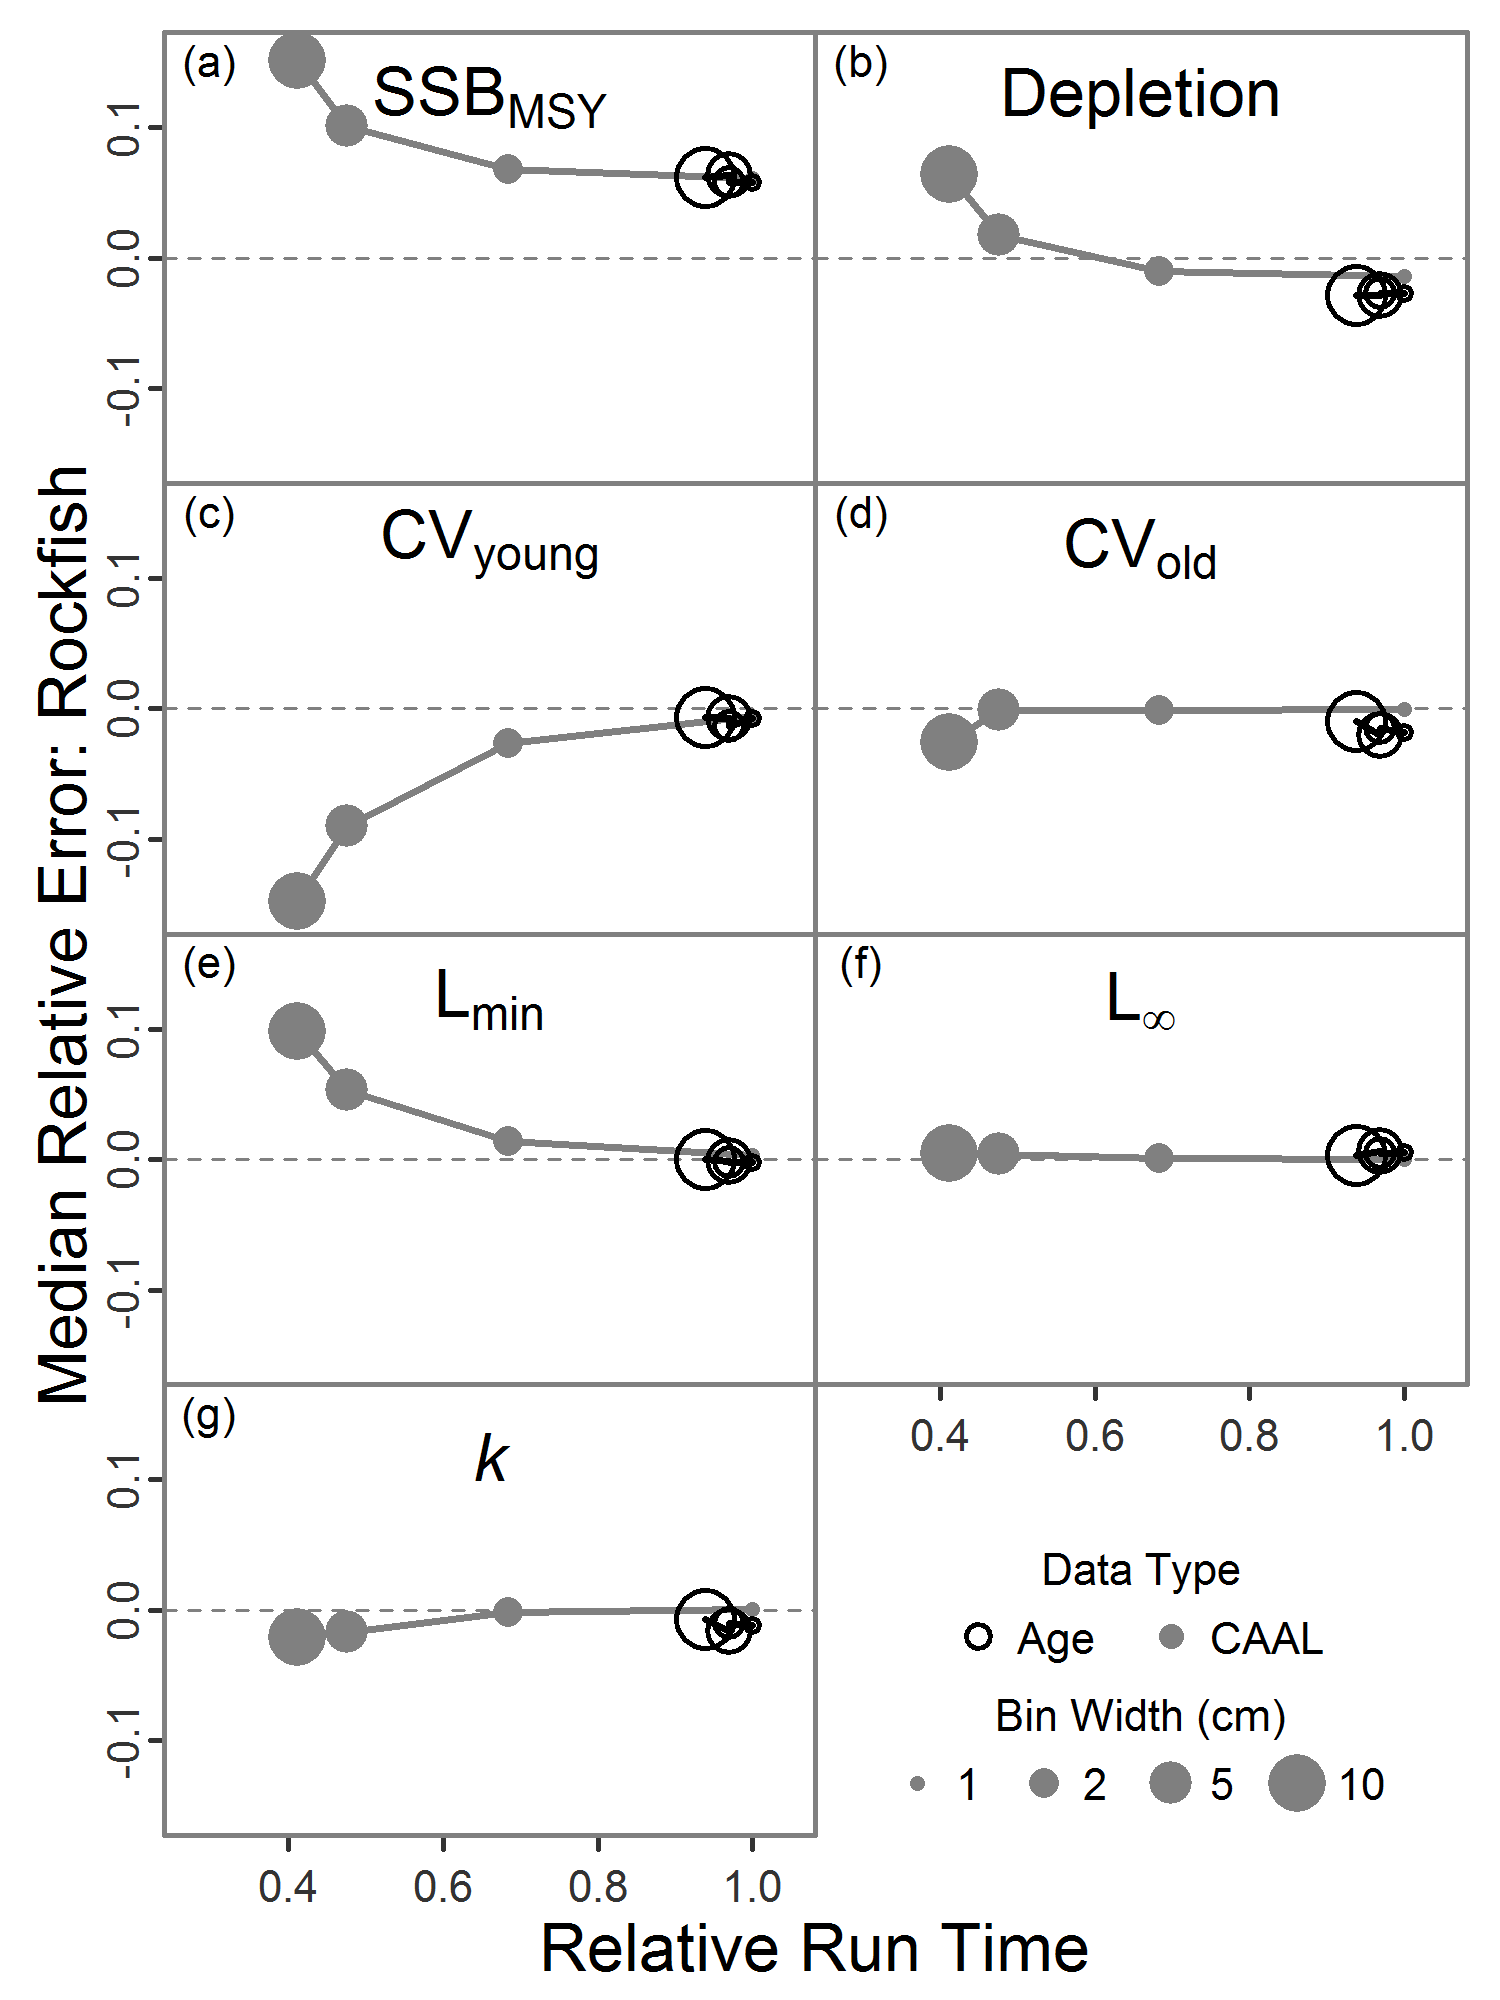 (a) SSBMSY
(b) Depletion
0.1
0.0
-0.1
(c) CVyoung
(d) CVold
0.1
0.0
-0.1
(e) Lmin
(f) L∞
0.1
0.0
-0.1
(g) k
0.1
0.0
-0.1
0.4 0.6 0.8 1.0
0.4 0.6 0.8 1.0
Median Relative Error: Rockfish
Relative Run Time
Data Type
Age CAAL
Bin Width (cm)
1 2 5 10